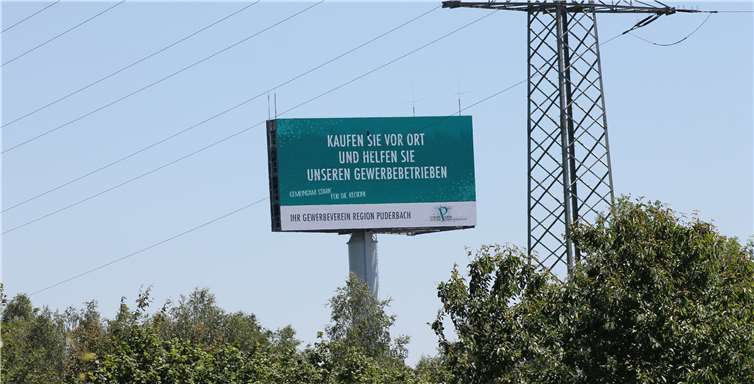 KAUFEN SIE VOR ORT
UND HELFEN SIE
UNSEREN GEWERBEBETRIEBEN
GEMEINSAM STARK
FÜR DIE REGION!
IHR GEWERBEVEREIN REGION PUDERBACH